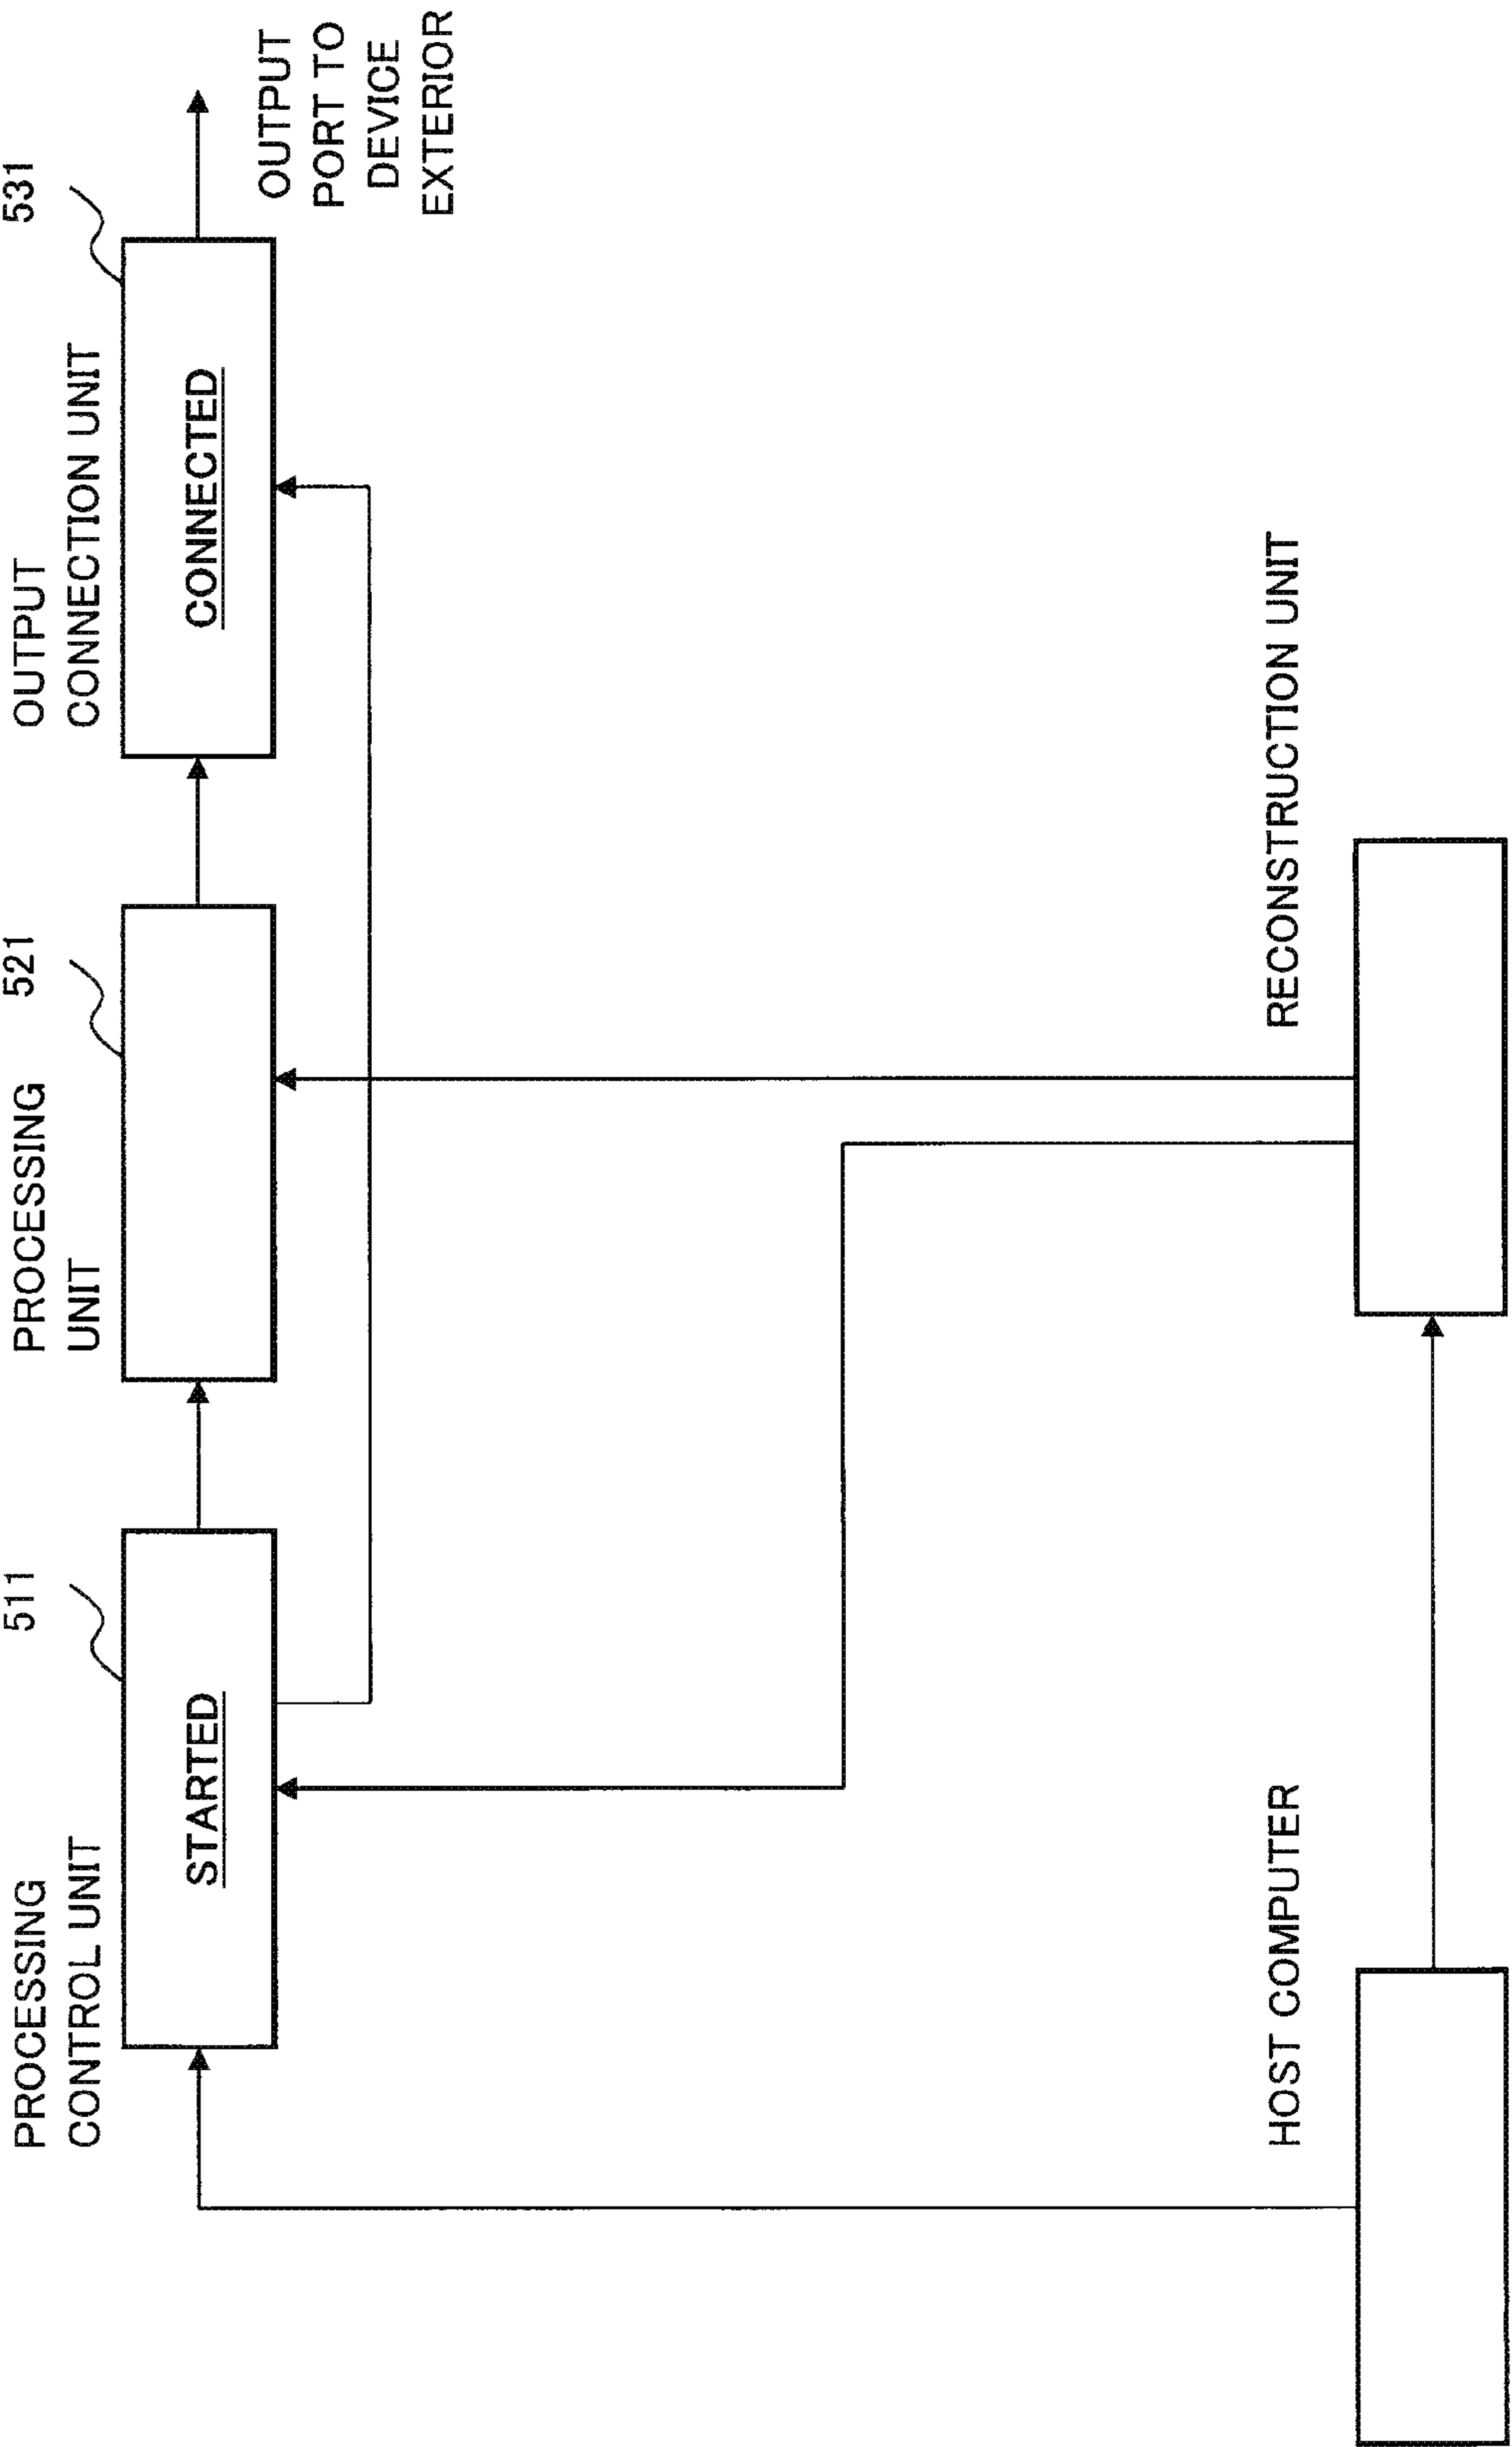 PROCESSING
CONTROL UNIT
511
STARTED
PROCESSING
UNIT
521
OUTPUT
CONNECTION UNIT
531
CONNECTED
OUTPUT
PORT TO
DEVICE
EXTERIOR
HOST COMPUTER
RECONSTRUCTION UNIT